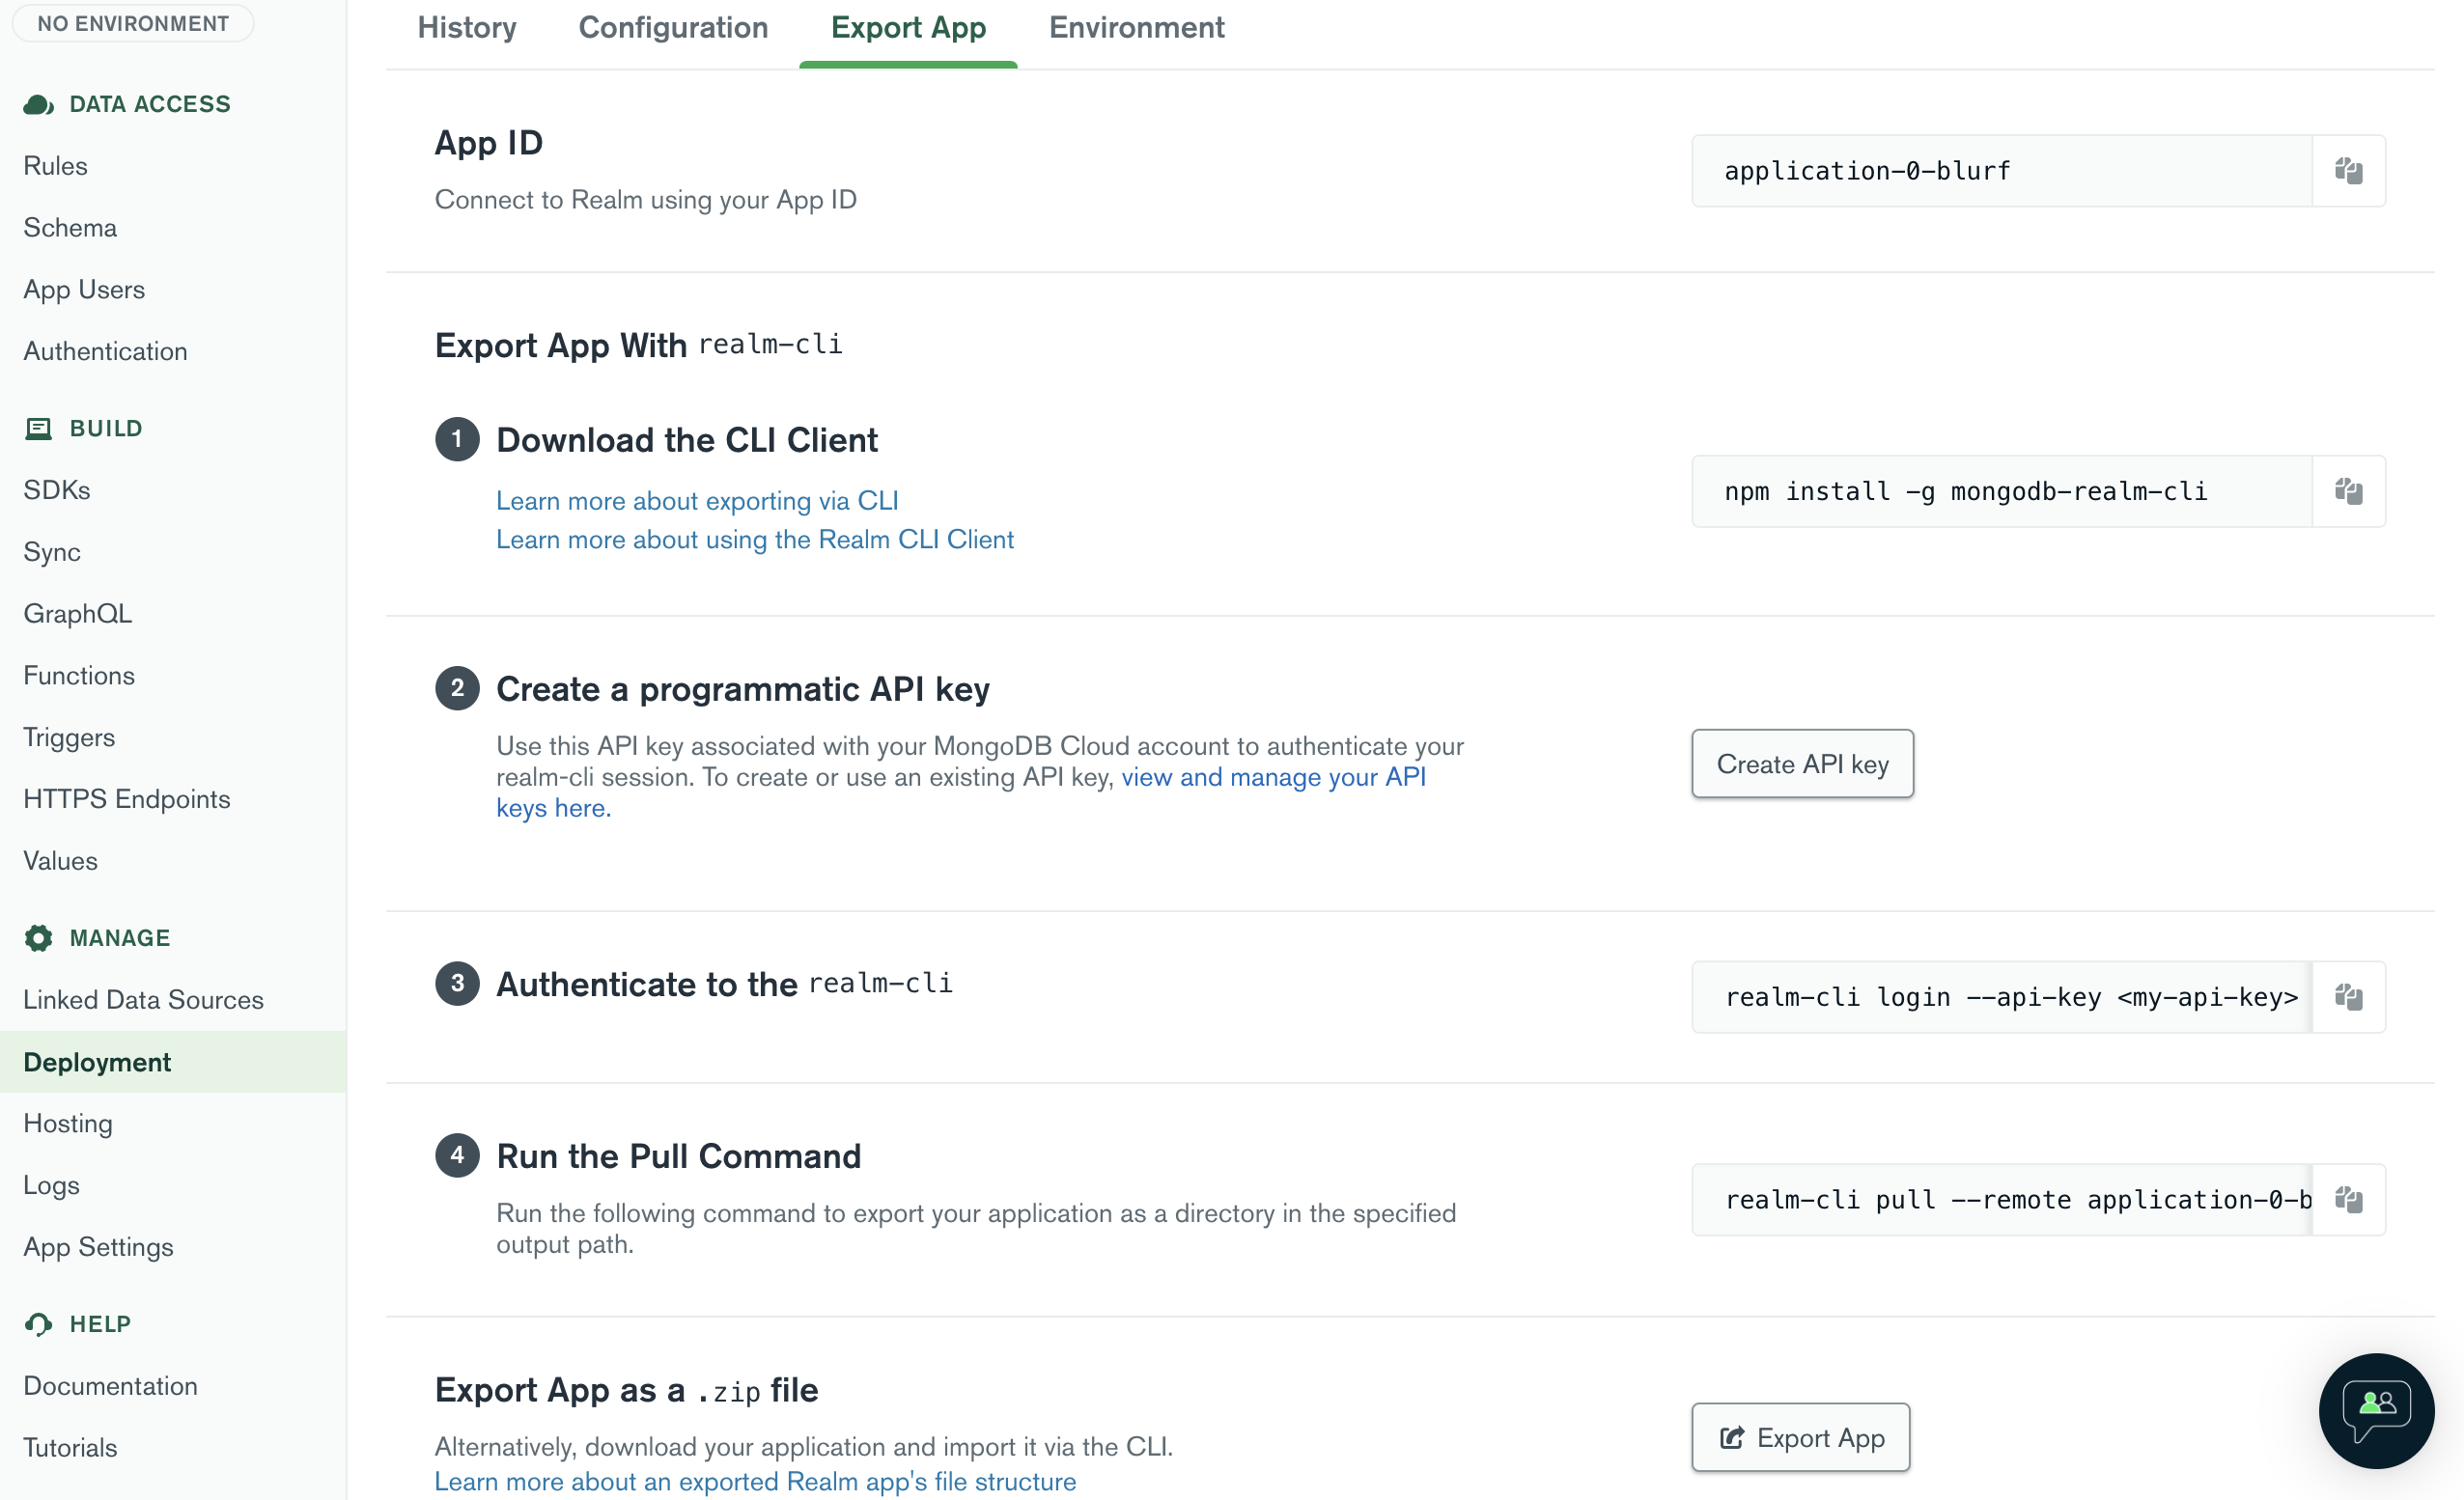 NO ENVIRONMENT
DATA ACCESS
Rules
Schema
App Users
Authentication
BUILD
SDKs
Sync
GraphQL
Functions
Triggers
HTTPS Endpoints
Values
MANAGE
Linked Data Sources
Deployment
Hosting
Logs
App Settings
HELP
Documentation
Tutorials
History
Configuration
Export App
Environment
App ID
Connect to Realm using your App ID
application-0-blurf
Export App With realm-cli
1 Download the CLI Client
Learn more about exporting via CLI
Learn more about using the Realm CLI Client
npm install -g mongodb-realm-cli
2 Create a programmatic API key
Use this API key associated with your MongoDB Cloud account to authenticate your
realm-cli session. To create or use an existing API key, view and manage your API
keys here.
Create API key
3 Authenticate to the realm-cli
realm-cli login --api-key <my-api-key>
4 Run the Pull Command
Run the following command to export your application as a directory in the specified
output path.
realm-cli pull --remote application-0-b
Export App as a .zip file
Alternatively, download your application and import it via the CLI.
Learn more about an exported Realm app's file structure
Export App